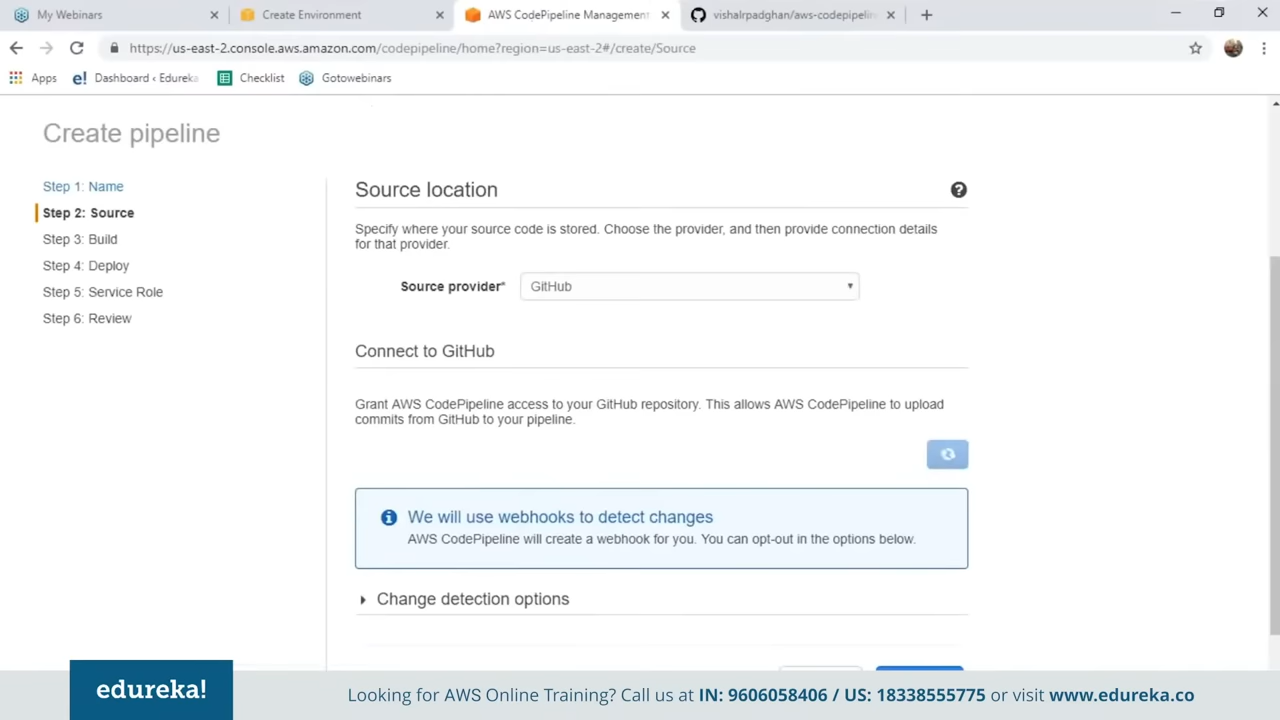 My Webinars
Create Environment
AWS CodePipeline Management
vishalrpadghan/aws-codepipelin
https://us-east-2.console.aws.amazon.com/codepipeline/home?region=us-east-2#/create/Source
Apps
e! Dashboard ‹ Edureka
Checklist
Gotowebinars
Create pipeline
Step 1: Name
Step 2: Source
Step 3: Build
Step 4: Deploy
Step 5: Service Role
Step 6: Review
Source location
Specify where your source code is stored. Choose the provider, and then provide connection details
for that provider.
Source provider* GitHub
Connect to GitHub
Grant AWS CodePipeline access to your GitHub repository. This allows AWS CodePipeline to upload
commits from GitHub to your pipeline.
We will use webhooks to detect changes
AWS CodePipeline will create a webhook for you. You can opt-out in the options below.
Change detection options
edureka!
Looking for AWS Online Training? Call us at IN: 9606058406 / US: 18338555775 or visit www.edureka.co